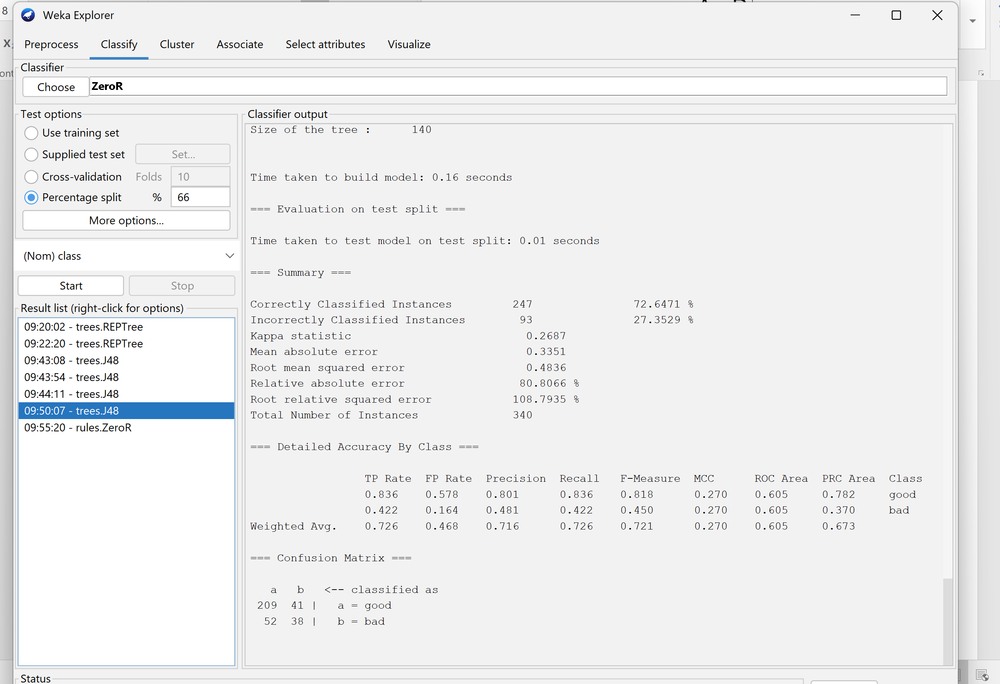 8
Weka Explorer
Preprocess Classify Cluster Associate Select attributes Visualize
Classifier
Choose ZeroR
Test options
Use training set
Supplied test set Set...
Cross-validation Folds 10
Percentage split % 66
More options...
(Nom) class
Start Stop
Result list (right-click for options)
09:20:02 - trees.REPTree
09:22:20 - trees.REPTree
09:43:08 - trees.J48
09:43:54 - trees.J48
09:44:11 - trees.J48
09:50:07 - trees.J48
09:55:20 - rules.ZeroR
Classifier output
Size of the tree : 140
Time taken to build model: 0.16 seconds
=== Evaluation on test split ===
Time taken to test model on test split: 0.01 seconds
=== Summary ===
Correctly Classified Instances 247 72.6471 %
Incorrectly Classified Instances 93 27.3529 %
Kappa statistic 0.2687
Mean absolute error 0.3351
Root mean squared error 0.4836
Relative absolute error 80.8066 %
Root relative squared error 108.7935 %
Total Number of Instances 340
=== Detailed Accuracy By Class ===
TP Rate FP Rate Precision Recall F-Measure MCC ROC Area PRC Area Class
0.836 0.578 0.801 0.836 0.818 0.270 0.605 0.782 good
0.422 0.164 0.481 0.422 0.450 0.270 0.605 0.370 bad
Weighted Avg. 0.726 0.468 0.716 0.726 0.721 0.270 0.605 0.673
=== Confusion Matrix ===
a b <-- classified as
209 41 | a = good
52 38 | b = bad
Status